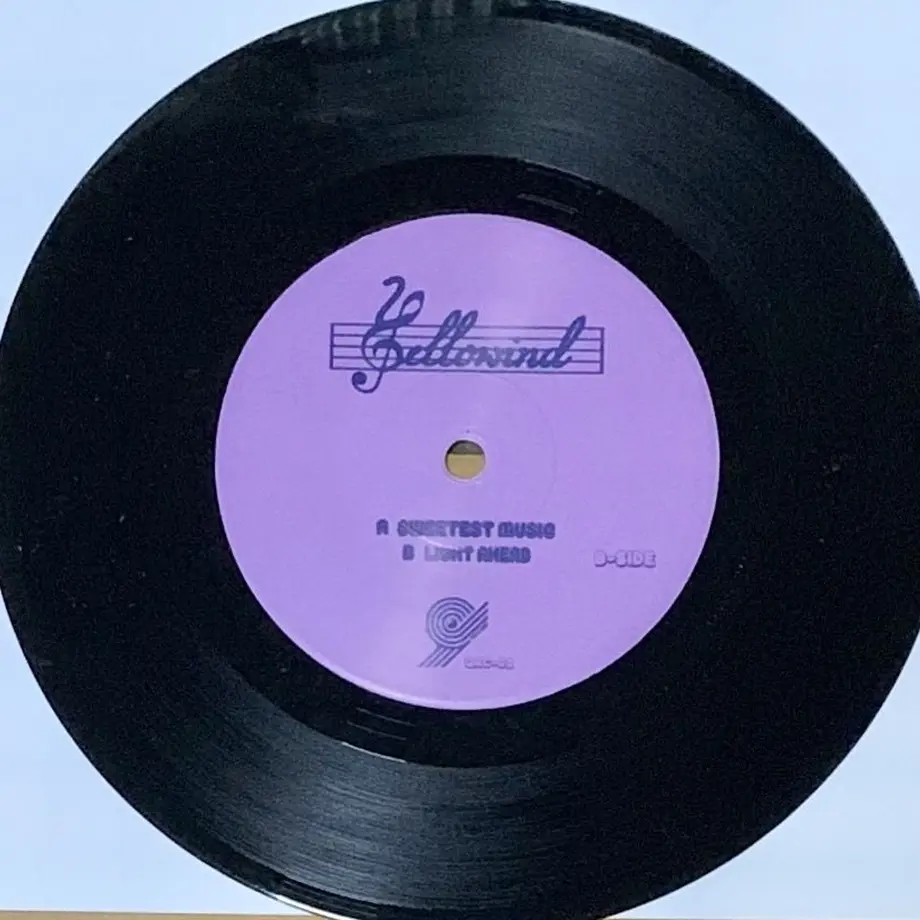 Yellowind
A SWEETEST MUSIC
B LIGHT AHEAD
B-SIDE